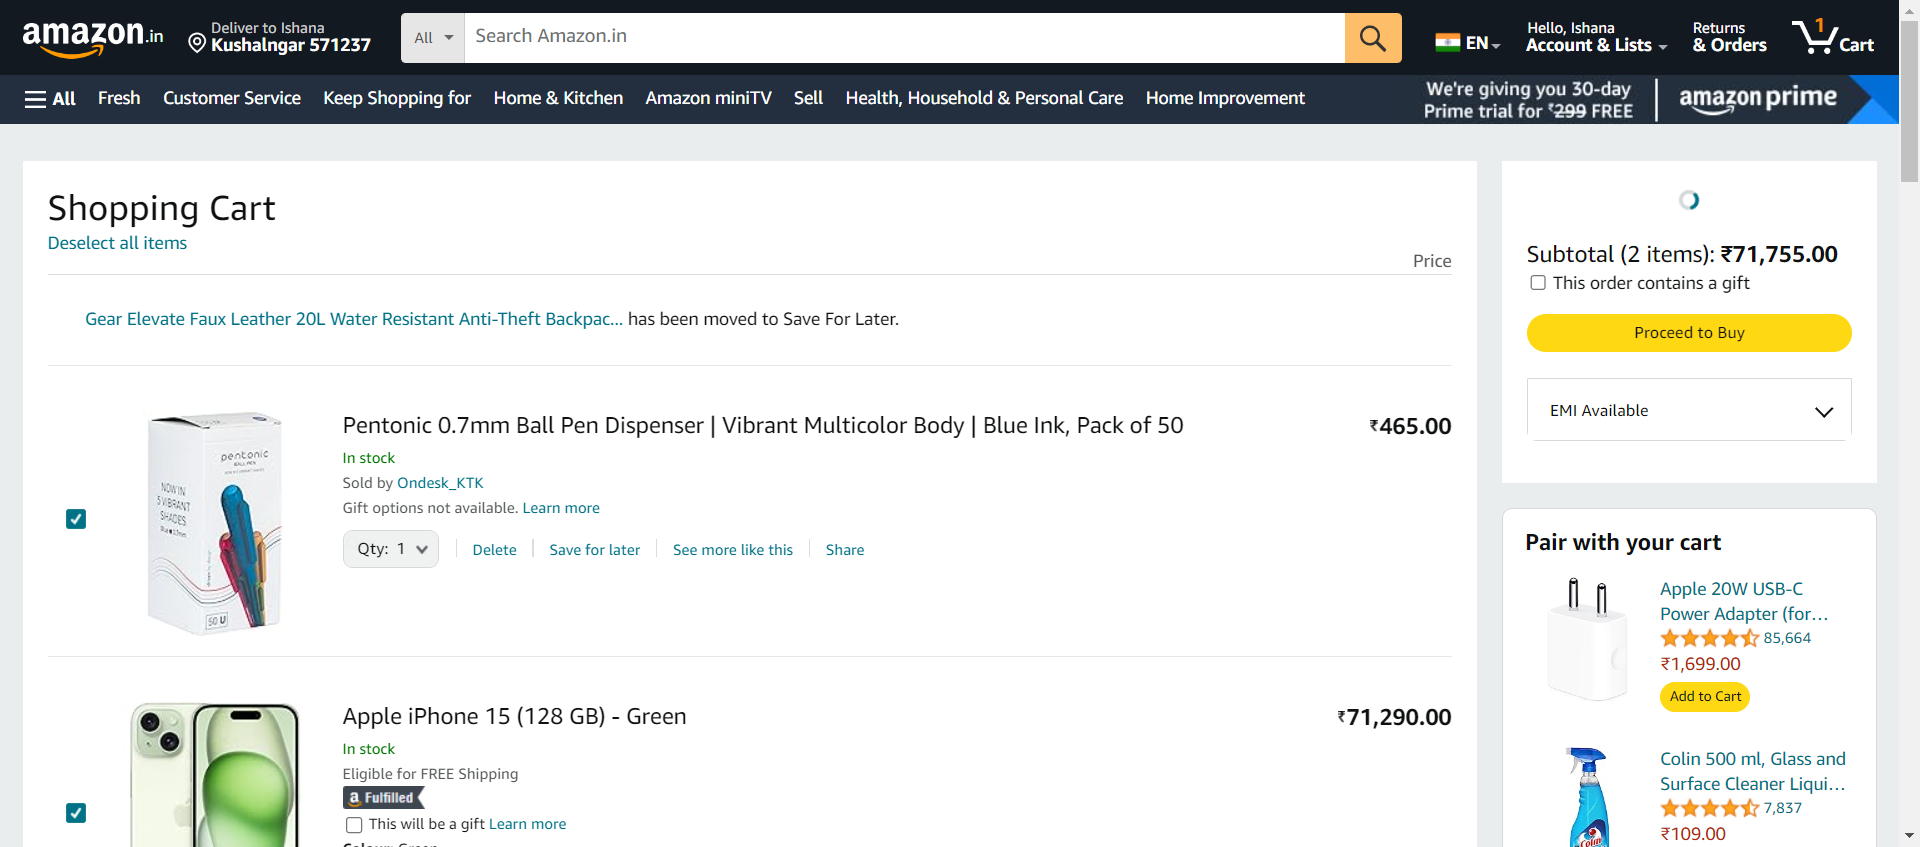 amazon.in
Deliver to Ishana
Kushalngar 571237
All
Search Amazon.in
EN
Hello, Ishana
Account & Lists
Returns
& Orders
1
Cart
All
Fresh
Customer Service
Keep Shopping for
Home & Kitchen
Amazon miniTV
Sell
Health, Household & Personal Care
Home Improvement
We're giving you 30-day
Prime trial for ₹299 FREE
amazon prime
Shopping Cart
Deselect all items
Price
Gear Elevate Faux Leather 20L Water Resistant Anti-Theft Backpac... has been moved to Save For Later.
pentonic
BALL PEN
NOW IN
5 VIBRANT
SHADES
50 U
Pentonic 0.7mm Ball Pen Dispenser | Vibrant Multicolor Body | Blue Ink, Pack of 50
₹465.00
In stock
Sold by Ondesk_KTK
Gift options not available. Learn more
Qty: 1
Delete
Save for later
See more like this
Share
Apple iPhone 15 (128 GB) - Green
₹71,290.00
In stock
Eligible for FREE Shipping
a Fulfilled
This will be a gift Learn more
Colour: Green
Subtotal (2 items): ₹71,755.00
This order contains a gift
Proceed to Buy
EMI Available
Pair with your cart
Apple 20W USB-C
Power Adapter (for...
85,664
₹1,699.00
Add to Cart
Colin 500 ml, Glass and
Surface Cleaner Liqui...
7,837
₹109.00
Colin